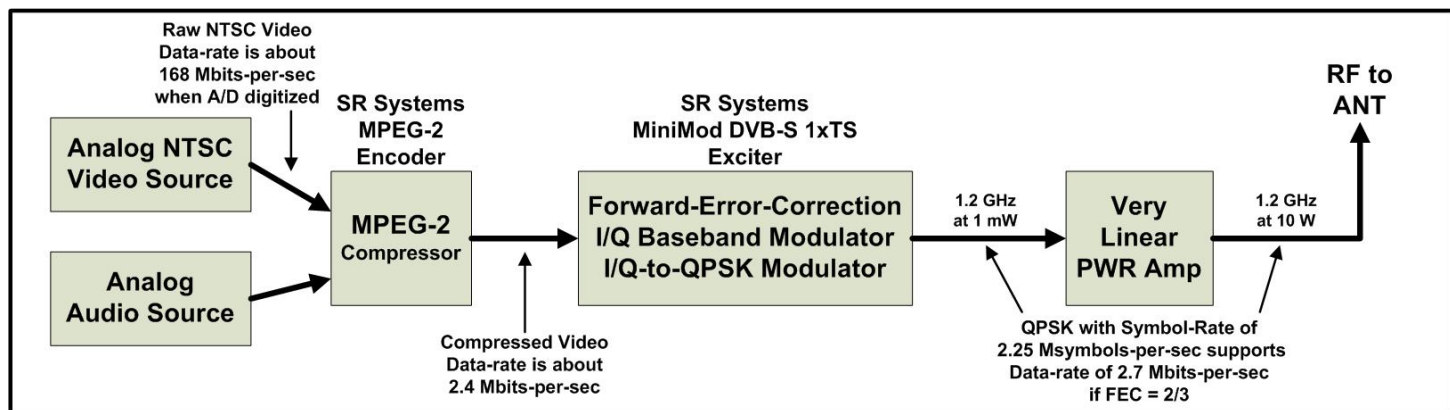 Raw NTSC Video
Data-rate is about
168 Mbits-per-sec
when A/D digitized
Analog NTSC
Video Source
Analog
Audio Source
SR Systems
MPEG-2
Encoder
MPEG-2
Compressor
Compressed Video
Data-rate is about
2.4 Mbits-per-sec
SR Systems
MiniMod DVB-S 1xTS
Exciter
Forward-Error-Correction
I/Q Baseband Modulator
I/Q-to-QPSK Modulator
1.2 GHz
at 1 mW
Very
Linear
PWR Amp
1.2 GHz
at 10 W
RF to
ANT
QPSK with Symbol-Rate of
2.25 Msymbols-per-sec supports
Data-rate of 2.7 Mbits-per-sec
if FEC = 2/3